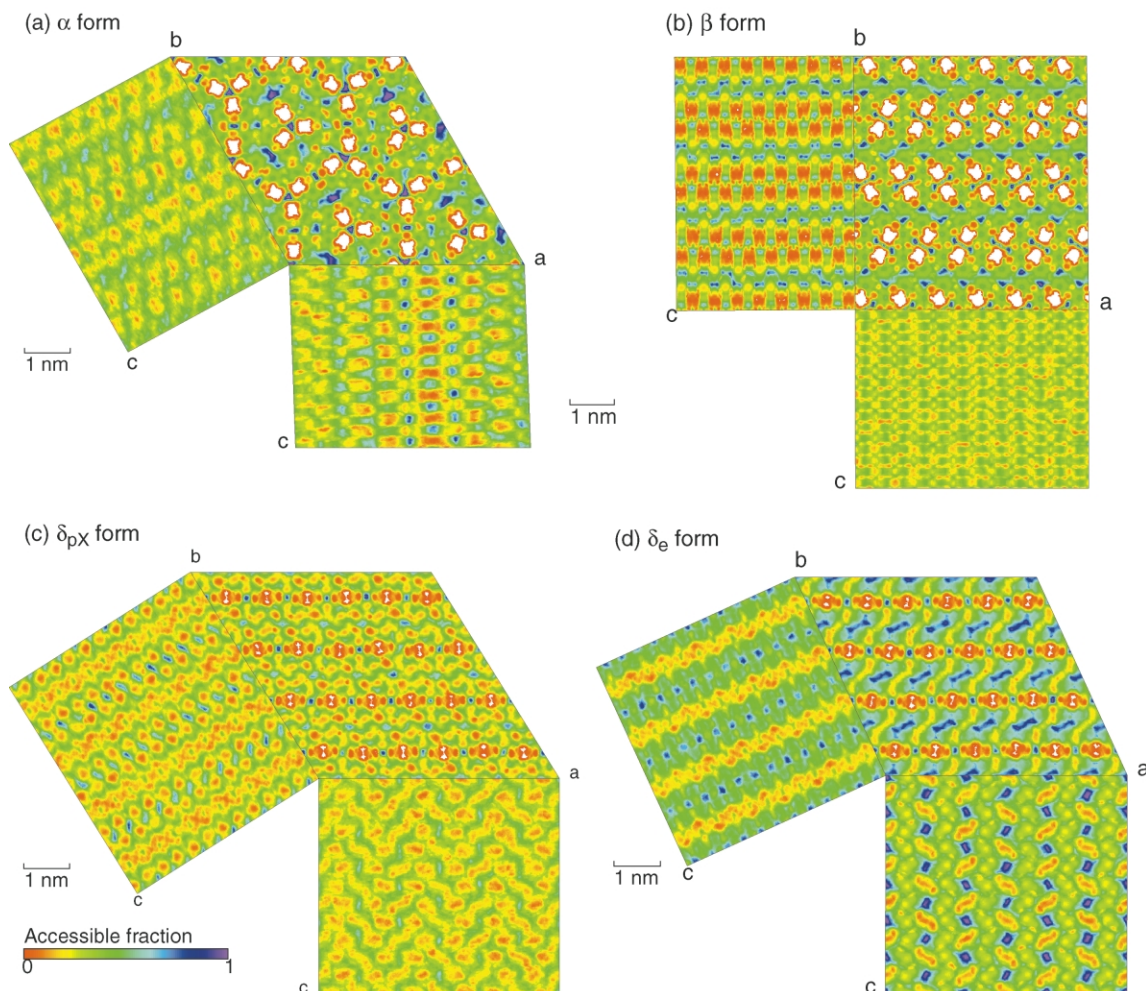 (a) α form
b
a
c
c
1 nm
(b) β form
b
a
c
c
1 nm
(c) δpX form
b
a
c
c
1 nm
Accessible fraction
0 1
(d) δe form
b
a
c
c
1 nm